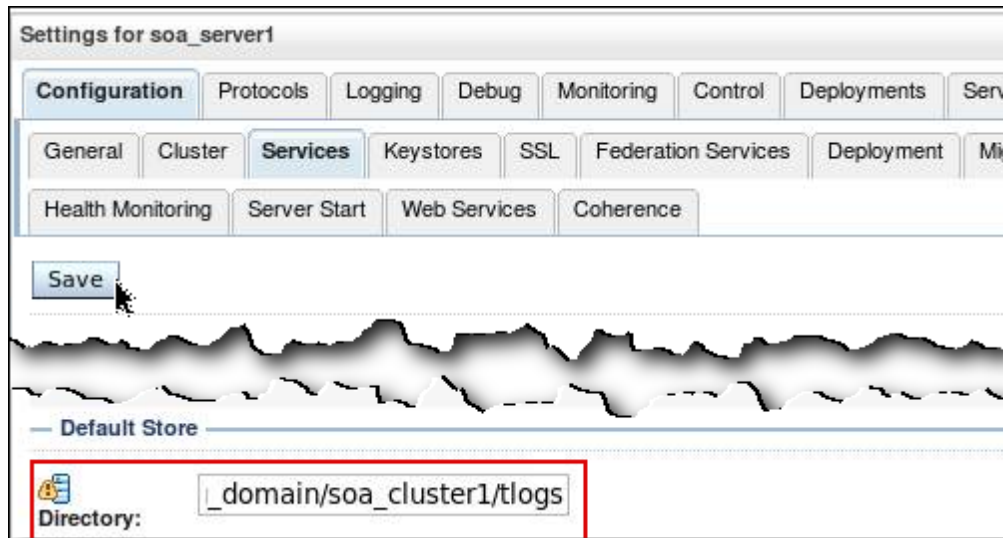 Settings for soa_server1
Configuration Protocols Logging Debug Monitoring Control Deployments
General Cluster Services Keystores SSL Federation Services Deployment
Health Monitoring Server Start Web Services Coherence
Save
Default Store
_domain/soa_cluster1/tlogs
Directory: